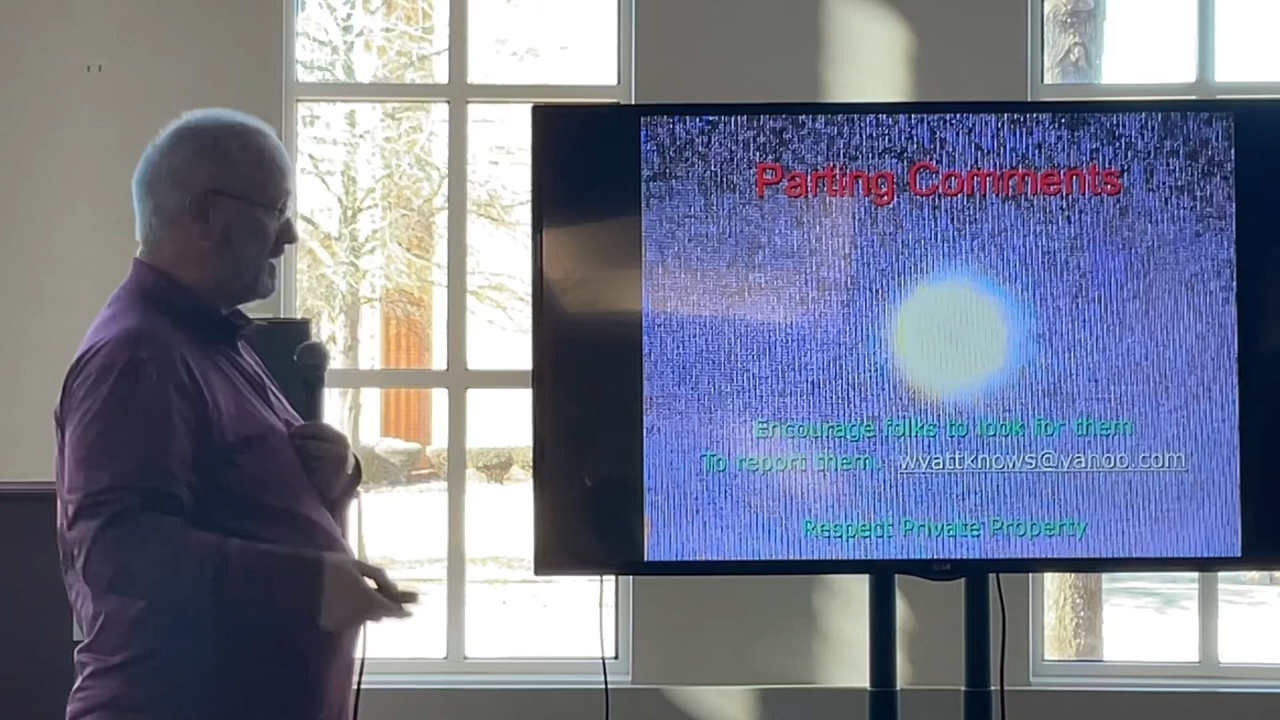 Parting Comments
Encourage folks to look for them
To report them. wyattknows@yahoo.com
Respect Private Property